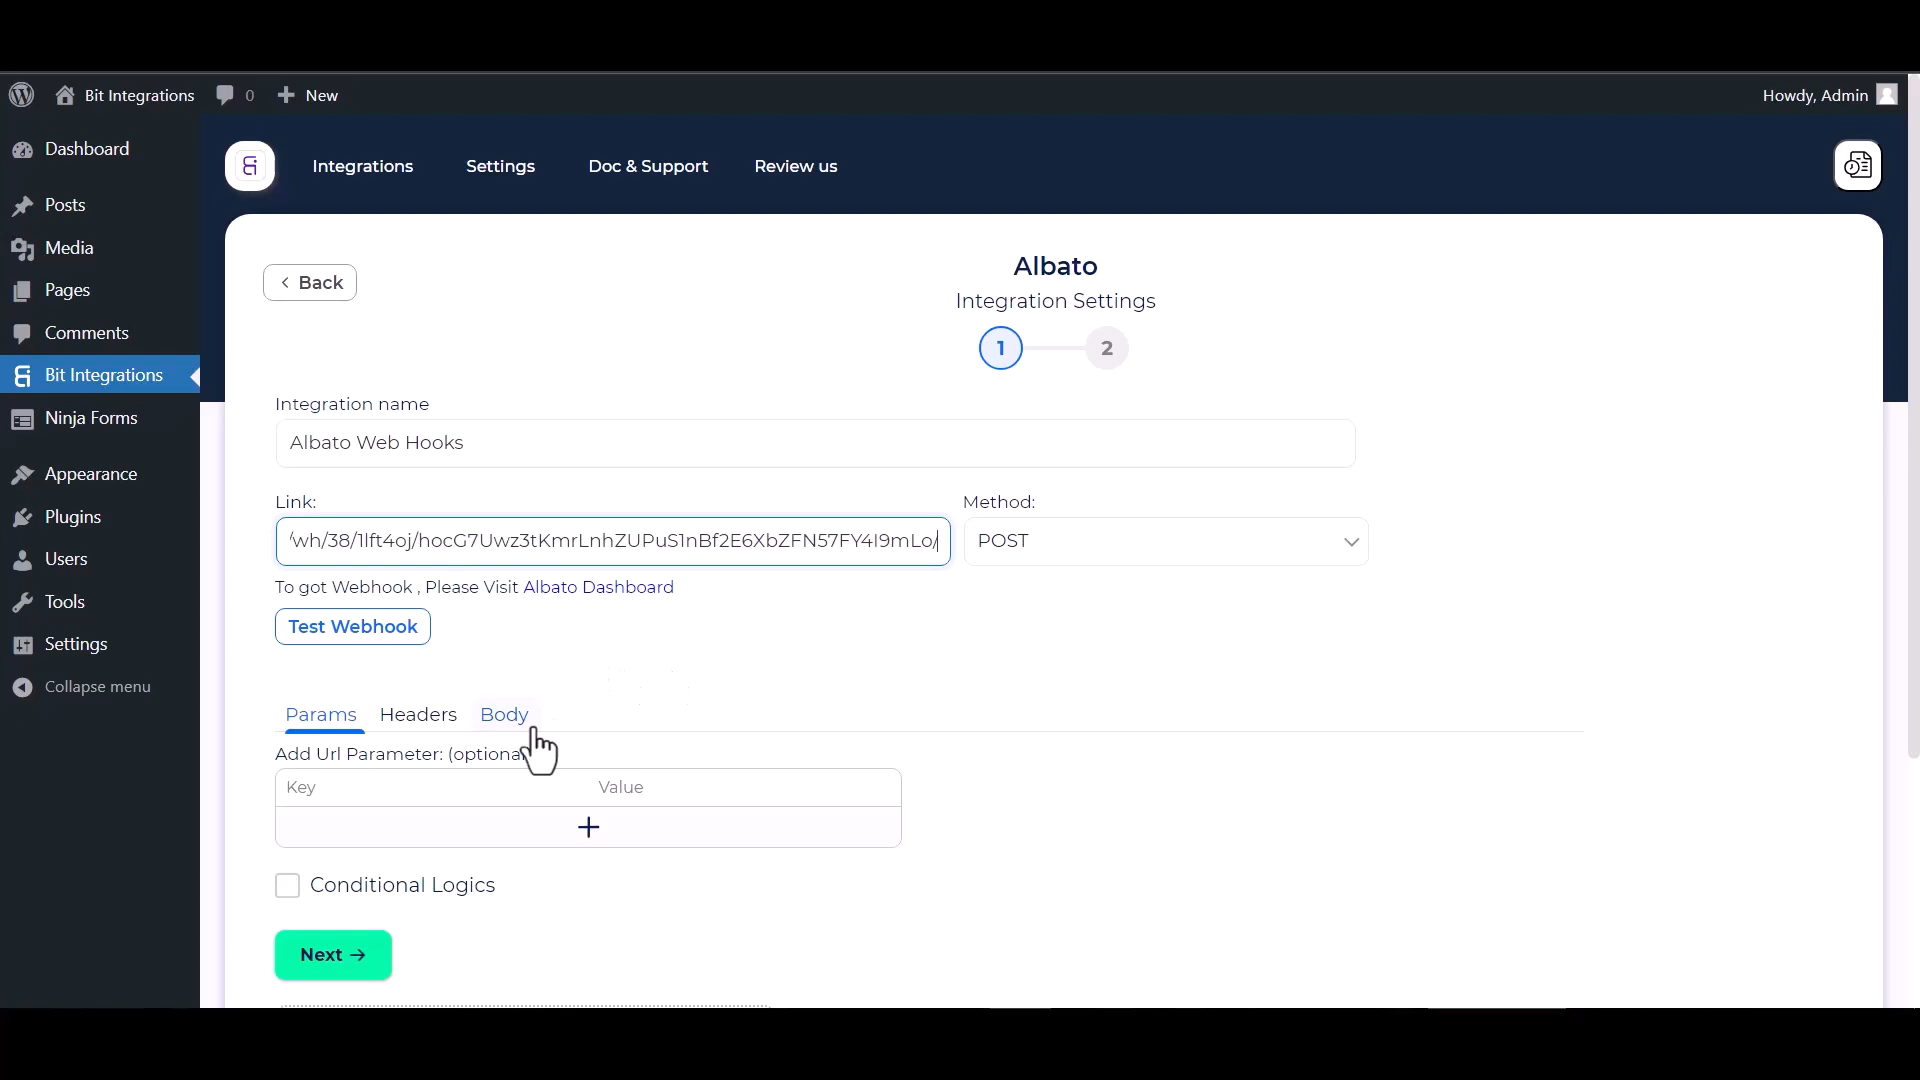 Bit Integrations
0
New
Howdy, Admin
Dashboard
Posts
Media
Pages
Comments
Bit Integrations
Ninja Forms
Appearance
Plugins
Users
Tools
Settings
Collapse menu
Integrations
Settings
Doc & Support
Review us
Back
Albato
Integration Settings
1
2
Integration name
Albato Web Hooks
Link:
Method:
/wh/38/1lft4oj/hocG7Uwz3tKmrLnhZUPuS1nBf2E6XbZFN57FY4I9mLo/
POST
To got Webhook , Please Visit Albato Dashboard
Test Webhook
Params
Headers
Body
Add Url Parameter: (optional
Key
Value
Conditional Logics
Next →